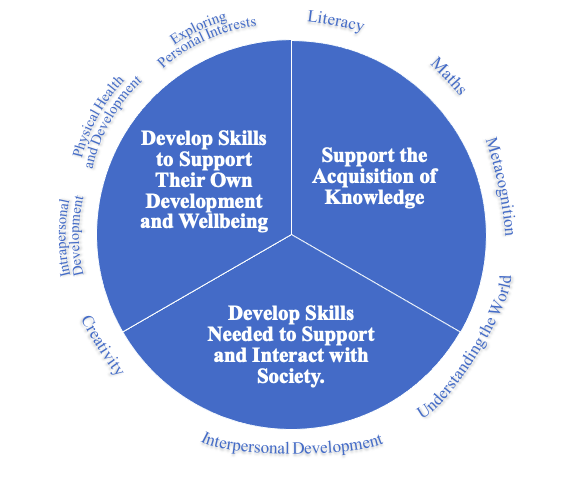 Literacy
Maths
Metacognition
Understanding the World
Interpersonal Development
Creativity
Intrapersonal
Development
Physical Health
and Development
Exploring
Personal Interests
Develop Skills
to Support
Their Own
Development
and Wellbeing
Support the
Acquisition of
Knowledge
Develop Skills
Needed to Support
and Interact with
Society.